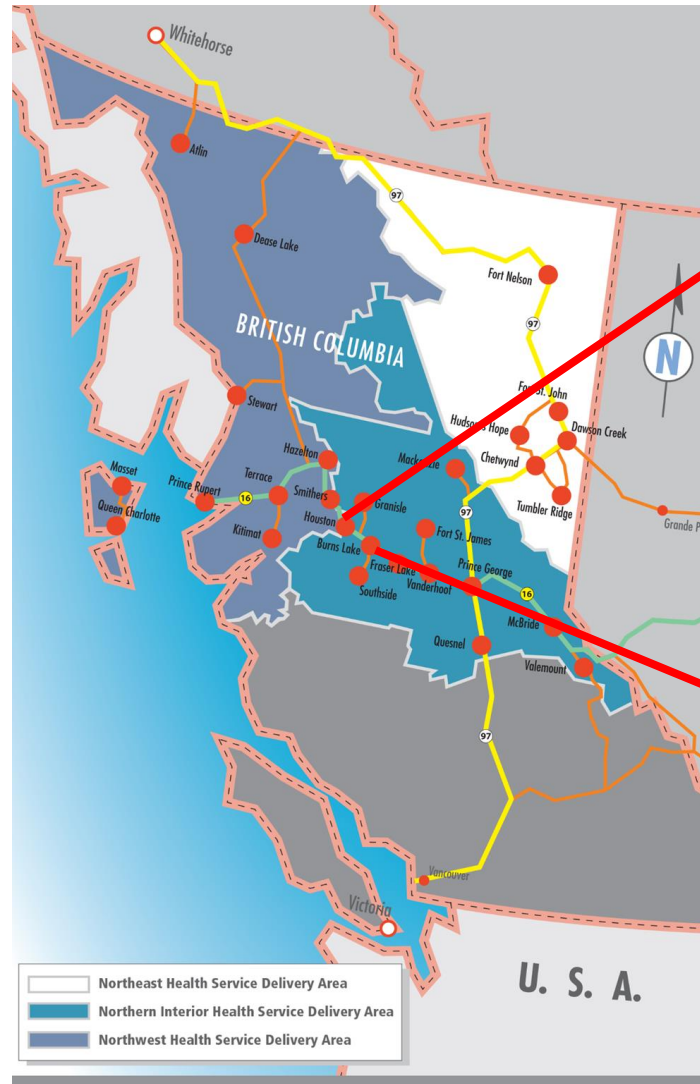 Whitehorse
Atlin
97
Dease Lake
Fort Nelson
97
N
BRITISH COLUMBIA
Stewart
Fort St. John
Hudson's Hope
Dawson Creek
Hazelton
Mackenzie
Chetwynd
Masset
Prince Rupert
Terrace
Smithers
Granisle
Tumbler Ridge
16
97
Grande P
Queen Charlotte
Houston
Fort St. James
Kitimat
Burns Lake
Fraser Lake
Prince George
Southside
Vanderhoof
16
McBride
Quesnel
Valemount
97
Vancouver
Victoria
U. S. A.
Northeast Health Service Delivery Area
Northern Interior Health Service Delivery Area
Northwest Health Service Delivery Area